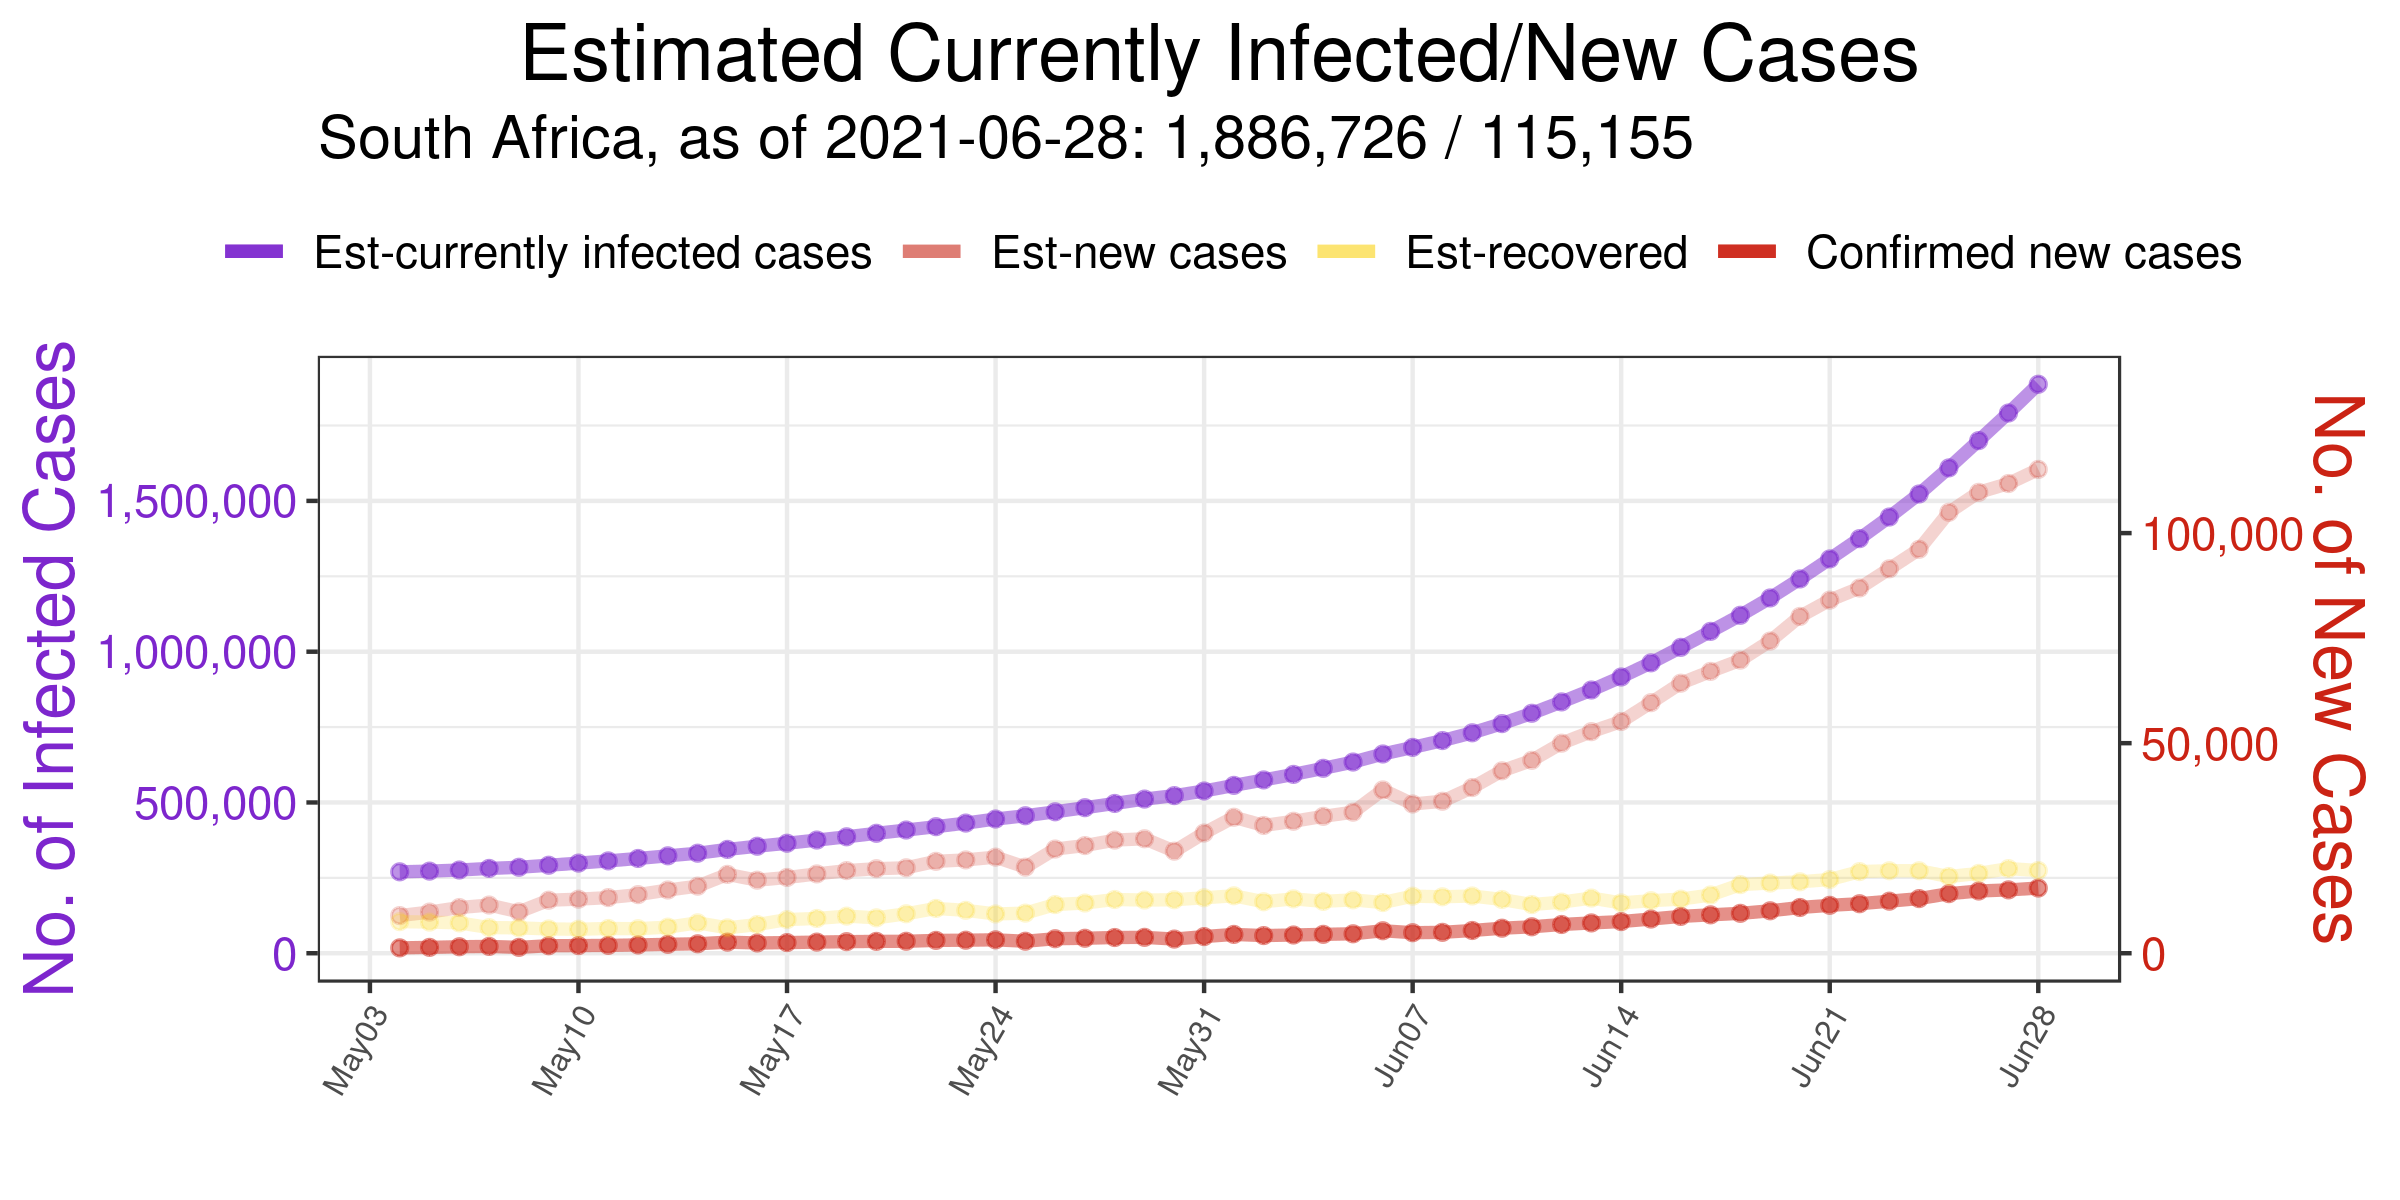 Estimated Currently Infected/New Cases
South Africa, as of 2021-06-28: 1,886,726 / 115,155
Est-currently infected cases Est-new cases Est-recovered Confirmed new cases
No. of Infected Cases
1,500,000
1,000,000
500,000
0
100,000
50,000
0
No. of New Cases
May03 May10 May17 May24 May31 Jun07 Jun14 Jun21 Jun28